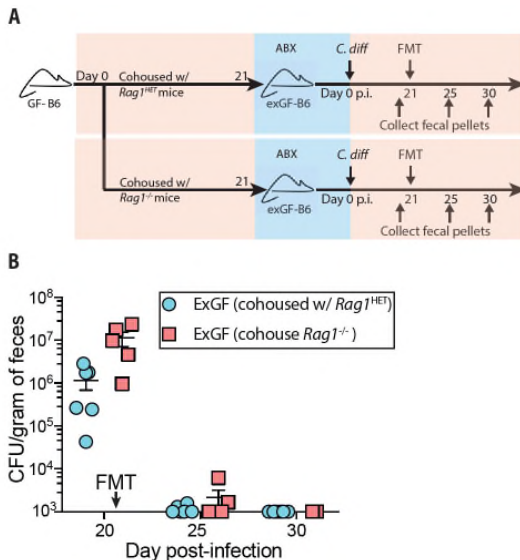 A
ABX C. diff FMT
Day 0 Cohoused w/ 21
GF-B6 Rag1HET mice exGF-B6 Day 0 p.i. 21 25 30
Collect fecal pellets
ABX C. diff FMT
Cohoused w/ 21
Rag1-/- mice exGF-B6 Day 0 p.i. 21 25 30
Collect fecal pellets
B
CFU/gram of feces
10⁸
10⁷
10⁶
10⁵
10⁴
10³
ExGF (cohoused w/ Rag1HET)
ExGF (cohouse Rag1-/-)
FMT
20 25 30
Day post-infection